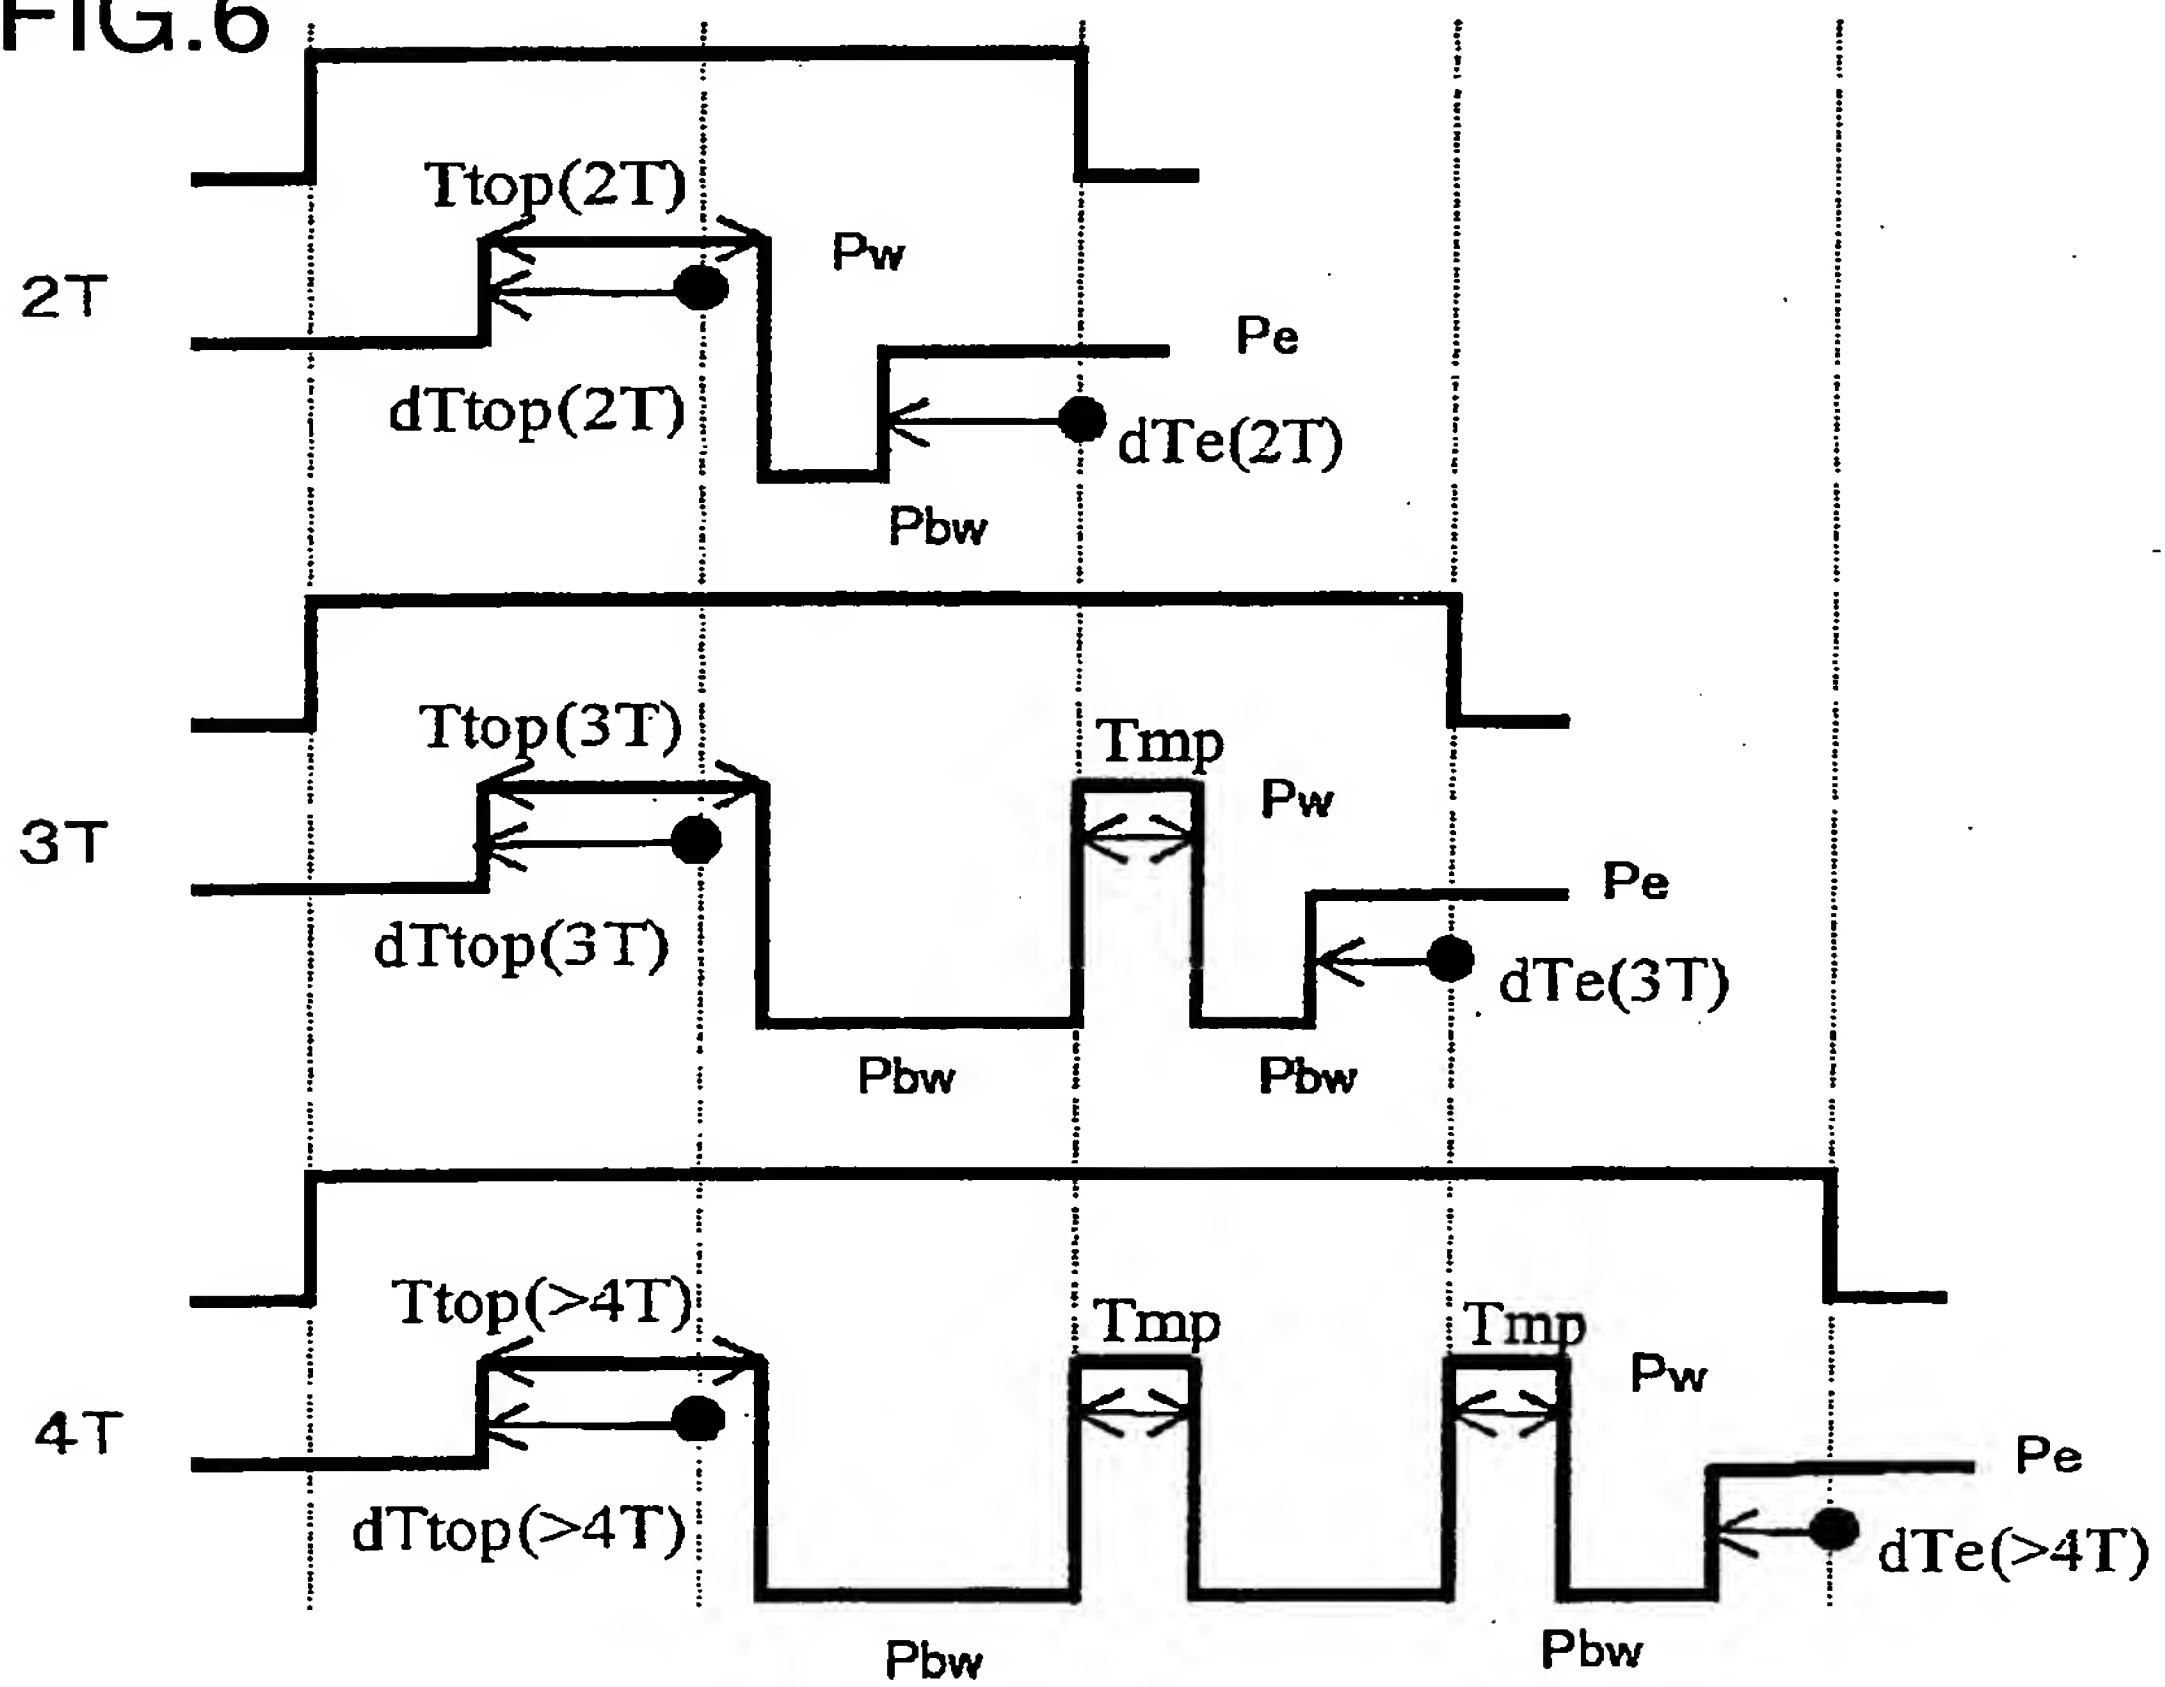 FIG.6
Ttop(2T)
Pw
2T
Pe
dTtop(2T)
dTe(2T)
Pbw
Ttop(3T)
Tmp
Pw
3T
Pe
dTtop(3T)
dTe(3T)
Pbw
Pbw
Ttop(>4T)
Tmp
Tmp
Pw
4T
Pe
dTtop(>4T)
dTe(>4T)
Pbw
Pbw